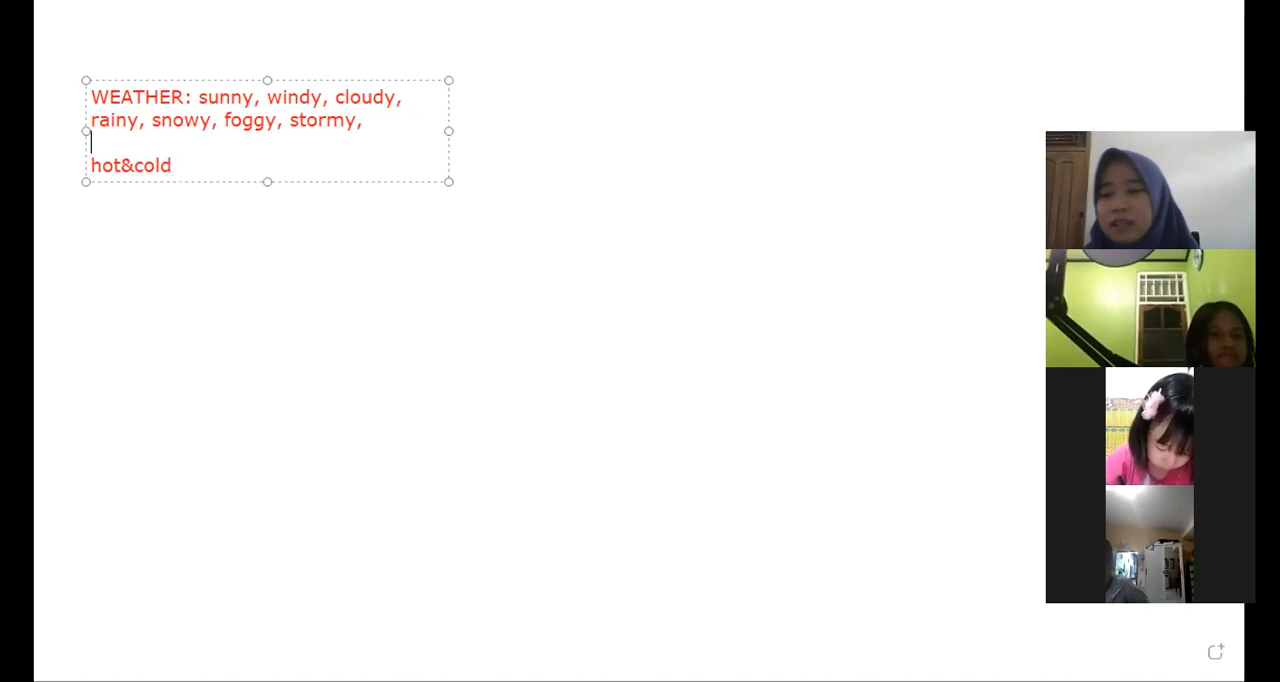 WEATHER: sunny, windy, cloudy,
rainy, snowy, foggy, stormy,
hot&cold